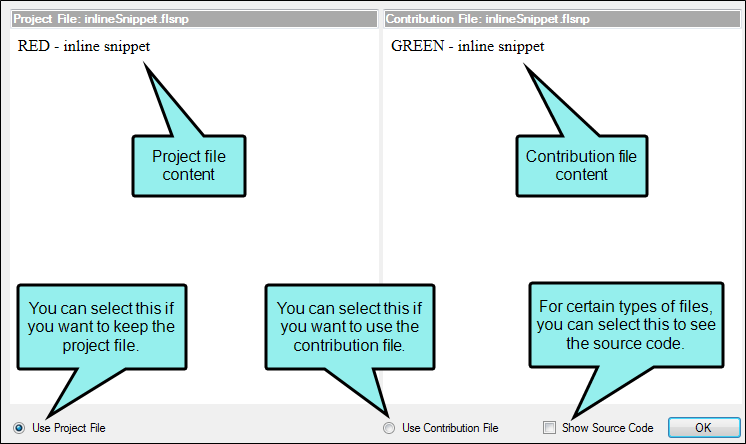 Project File: inlineSnippet.flsnp
Contribution File: inlineSnippet.flsnp
RED - inline snippet
GREEN - inline snippet
Project file
content
Contribution file
content
You can select this if
you want to keep the
project file.
You can select this if
you want to use the
contribution file.
For certain types of files,
you can select this to see
the source code.
Use Project File
Use Contribution File
Show Source Code
OK